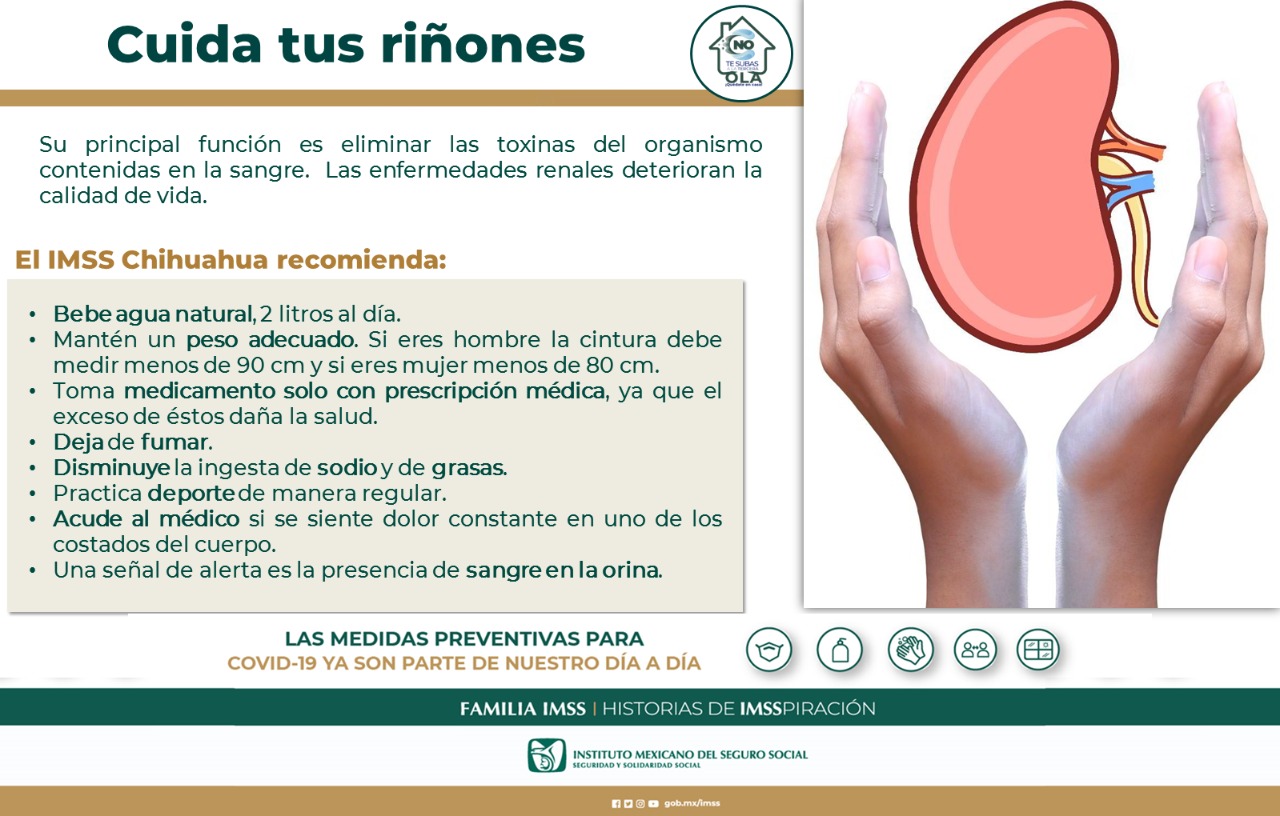 Cuida tus riñones
NO
TE SUBAS
A LA TERCERA
OLA
¡Quédate en casa!
Su principal función es eliminar las toxinas del organismo
contenidas en la sangre. Las enfermedades renales deterioran la
calidad de vida.
El IMSS Chihuahua recomienda:
• Bebe agua natural, 2 litros al día.
• Mantén un peso adecuado. Si eres hombre la cintura debe
medir menos de 90 cm y si eres mujer menos de 80 cm.
• Toma medicamento solo con prescripción médica, ya que el
exceso de éstos daña la salud.
• Deja de fumar.
• Disminuye la ingesta de sodio y de grasas.
• Practica deporte de manera regular.
• Acude al médico si se siente dolor constante en uno de los
costados del cuerpo.
• Una señal de alerta es la presencia de sangre en la orina.
LAS MEDIDAS PREVENTIVAS PARA
COVID-19 YA SON PARTE DE NUESTRO DÍA A DÍA
FAMILIA IMSS | HISTORIAS DE IMSSPIRACIÓN
INSTITUTO MEXICANO DEL SEGURO SOCIAL
SEGURIDAD Y SOLIDARIDAD SOCIAL
gob.mx/imss